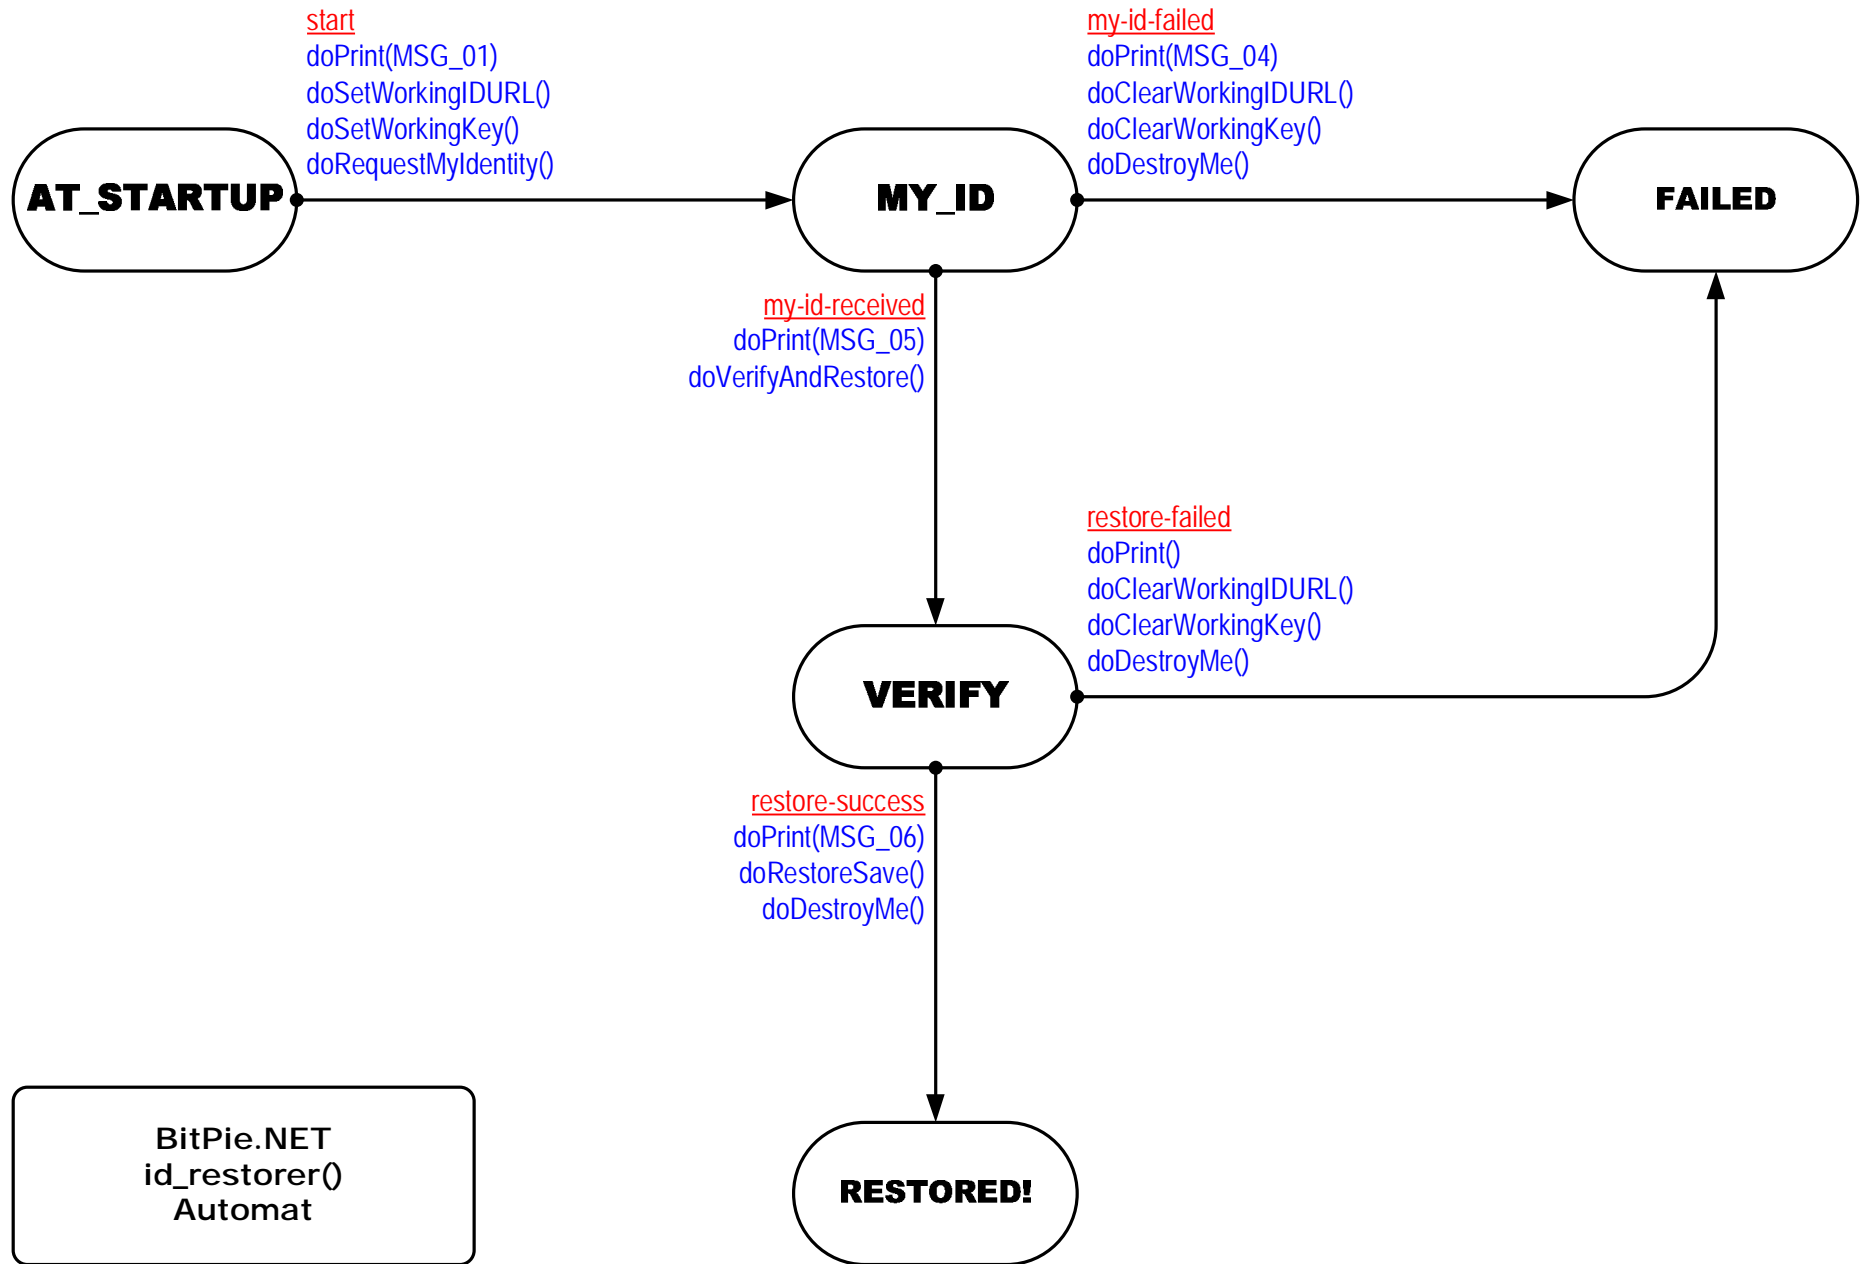 start
doPrint(MSG_01)
doSetWorkingIDURL()
doSetWorkingKey()
doRequestMyIdentity()
my-id-failed
doPrint(MSG_04)
doClearWorkingIDURL()
doClearWorkingKey()
doDestroyMe()
AT_STARTUP
MY_ID
FAILED
my-id-received
doPrint(MSG_05)
doVerifyAndRestore()
restore-failed
doPrint()
doClearWorkingIDURL()
doClearWorkingKey()
doDestroyMe()
VERIFY
restore-success
doPrint(MSG_06)
doRestoreSave()
doDestroyMe()
BitPie.NET
id_restorer()
Automat
RESTORED!